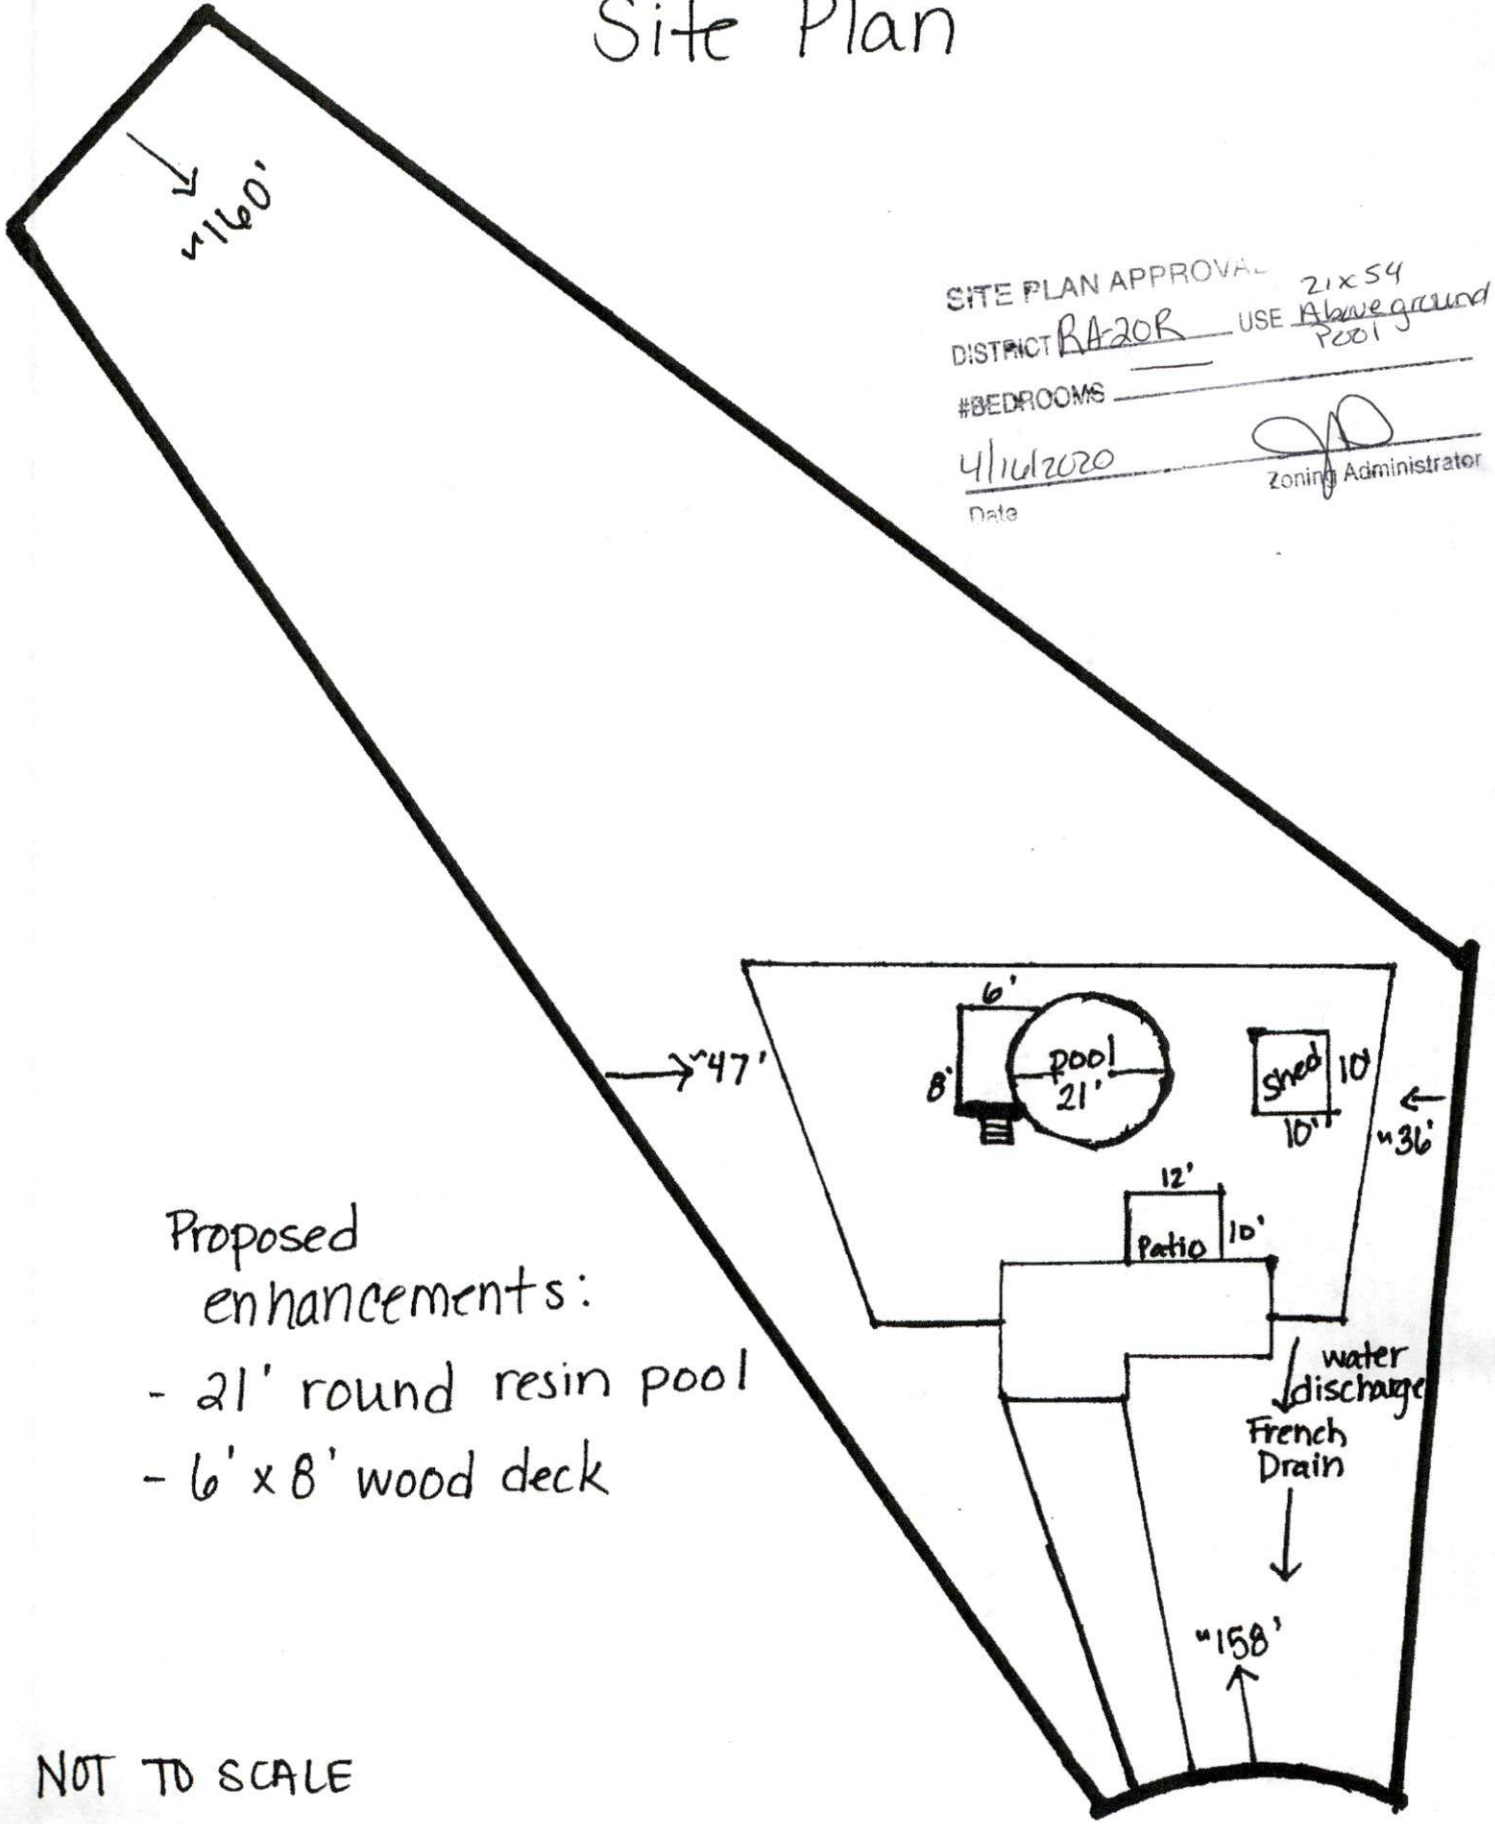 Site Plan
~160'
SITE PLAN APPROVAL
21x54
DISTRICT RA-20R USE Above ground
Pool
#BEDROOMS
4/16/2020
Zoning Administrator
Date
6'
pool
21'
8'
~47'
Shed
10'
10'
~36'
12'
Patio
10'
water
discharge
French
Drain
~158'
Proposed
enhancements:
- 21' round resin pool
- 6' x 8' wood deck
NOT TO SCALE